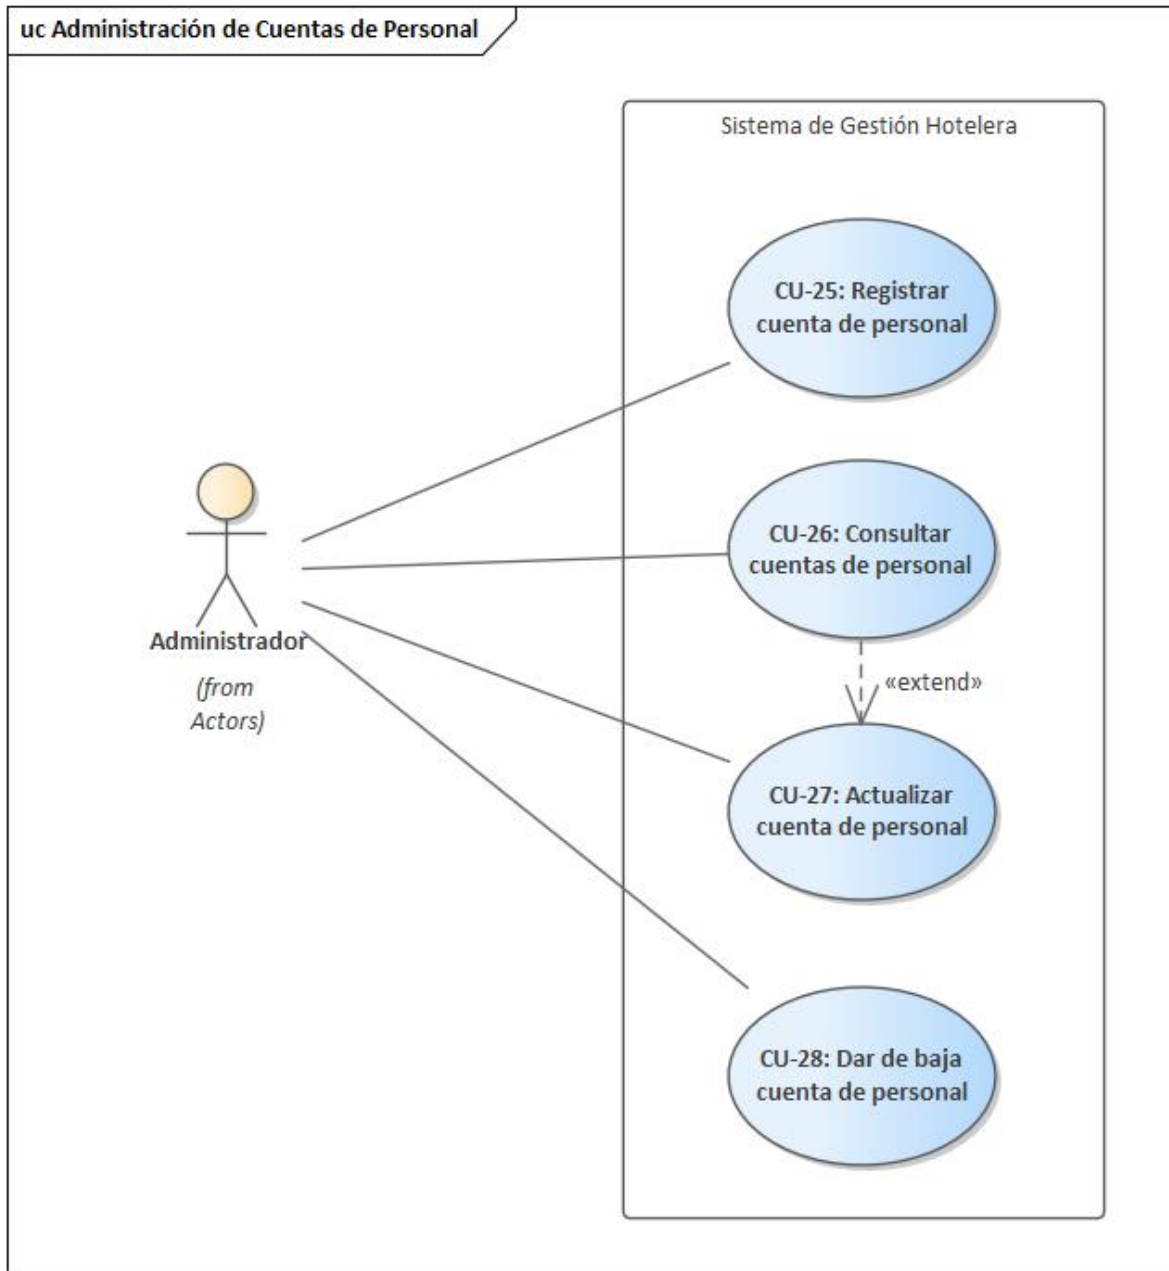 uc Administración de Cuentas de Personal
Sistema de Gestión Hotelera
CU-25: Registrar
cuenta de personal
CU-26: Consultar
cuentas de personal
Administrador
(from
Actors)
«extend»
CU-27: Actualizar
cuenta de personal
CU-28: Dar de baja
cuenta de personal